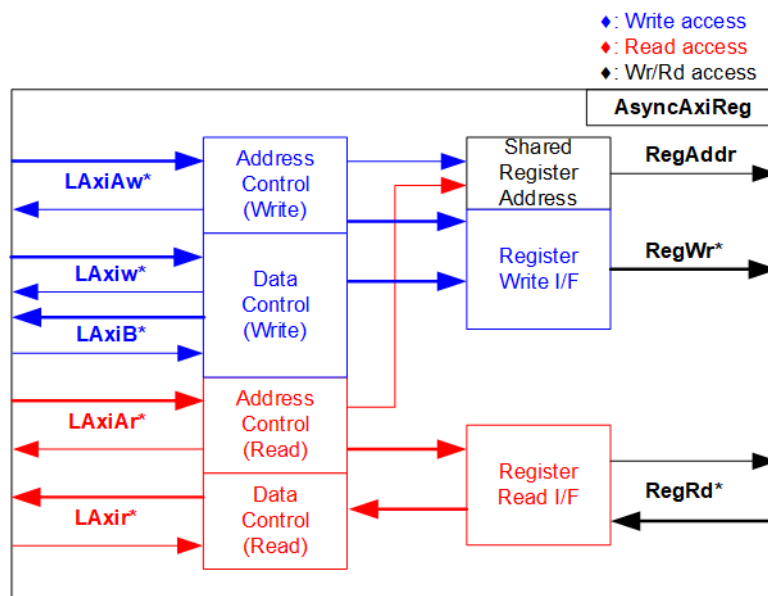 ♦: Write access
♦: Read access
♦: Wr/Rd access
AsyncAxiReg
LAxiAw*
Address
Control
(Write)
Shared
Register
Address
RegAddr
LAxiw*
LAxiB*
Data
Control
(Write)
Register
Write I/F
RegWr*
LAxiAr*
Address
Control
(Read)
LAxir*
Data
Control
(Read)
Register
Read I/F
RegRd*